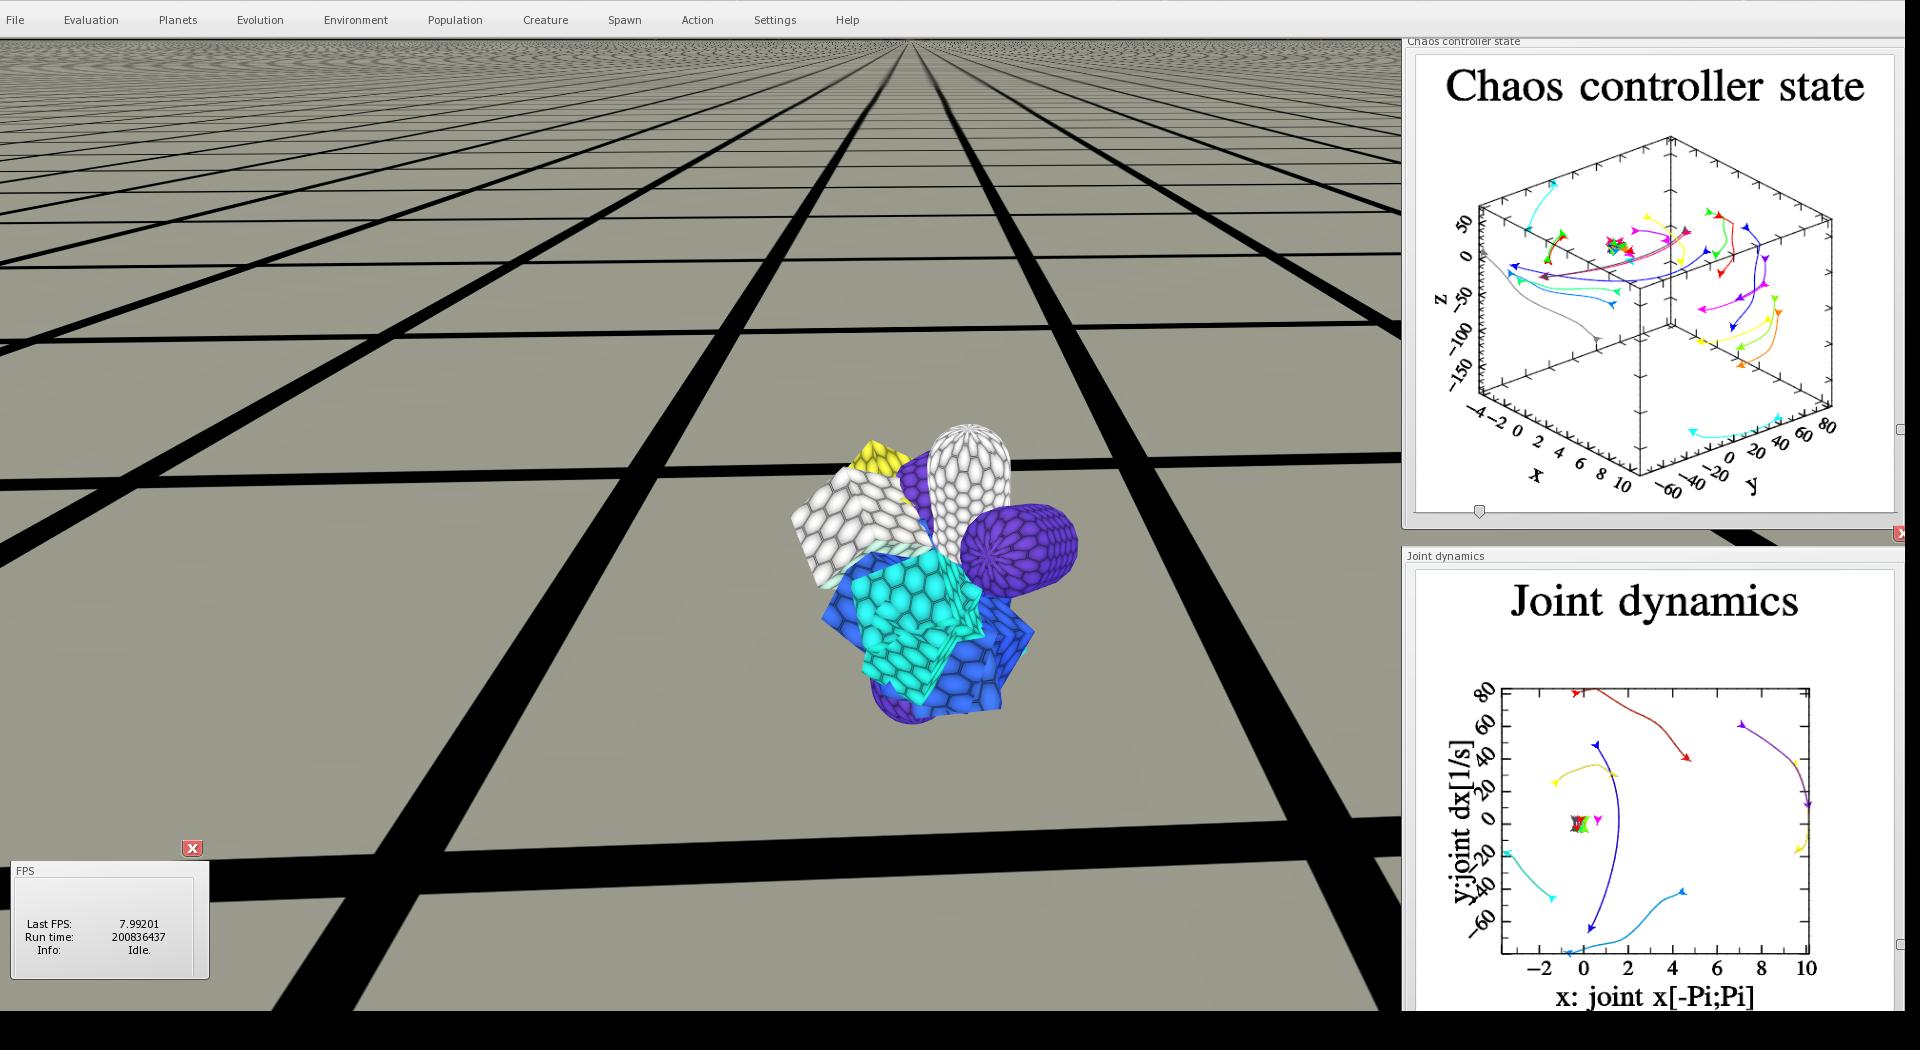 File Evaluation Planets Evolution Environment Population Creature Spawn Action Settings Help
Chaos controller state
Chaos controller state
50
0
−50
−100
−150
z
−4 −2 0 2 4 6 8 10
x
−60 −40 −20 0 20 40 60 80
y
Joint dynamics
Joint dynamics
80
60
40
20
0
−20
−40
−60
y:joint dx[1/s]
−2 0 2 4 6 8 10
x: joint x[-Pi;Pi]
FPS
Last FPS: 7.99201
Run time: 200836437
Info: Idle.